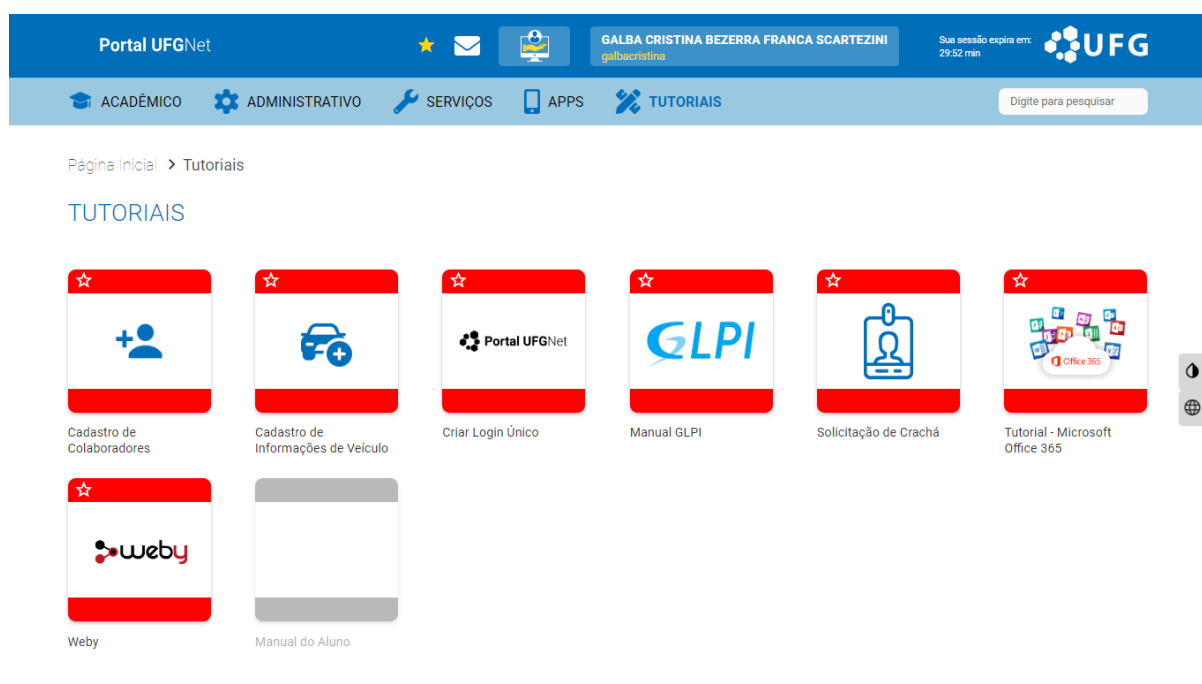 Portal UFGNet
GALBA CRISTINA BEZERRA FRANCA SCARTEZINI
galbacristina
Sua sessão expira em:
29:52 min
UFG
ACADÊMICO
ADMINISTRATIVO
SERVIÇOS
APPS
TUTORIAIS
Digite para pesquisar
Página Inicial > Tutoriais
TUTORIAIS
Portal UFGNet
GLPI
Office 365
Cadastro de
Colaboradores
Cadastro de
Informações de Veículo
Criar Login Único
Manual GLPI
Solicitação de Crachá
Tutorial - Microsoft
Office 365
weby
Weby
Manual do Aluno